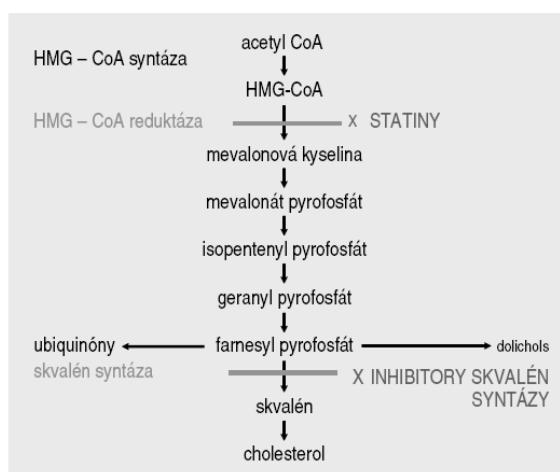 acetyl CoA
HMG – CoA syntáza
HMG-CoA
HMG – CoA reduktáza x STATINY
mevalonová kyselina
mevalonát pyrofosfát
isopentenyl pyrofosfát
geranyl pyrofosfát
ubiquinóny farnesyl pyrofosfát dolichols
skvalén syntáza X INHIBITORY SKVALÉN
SYNTÁZY
skvalén
cholesterol